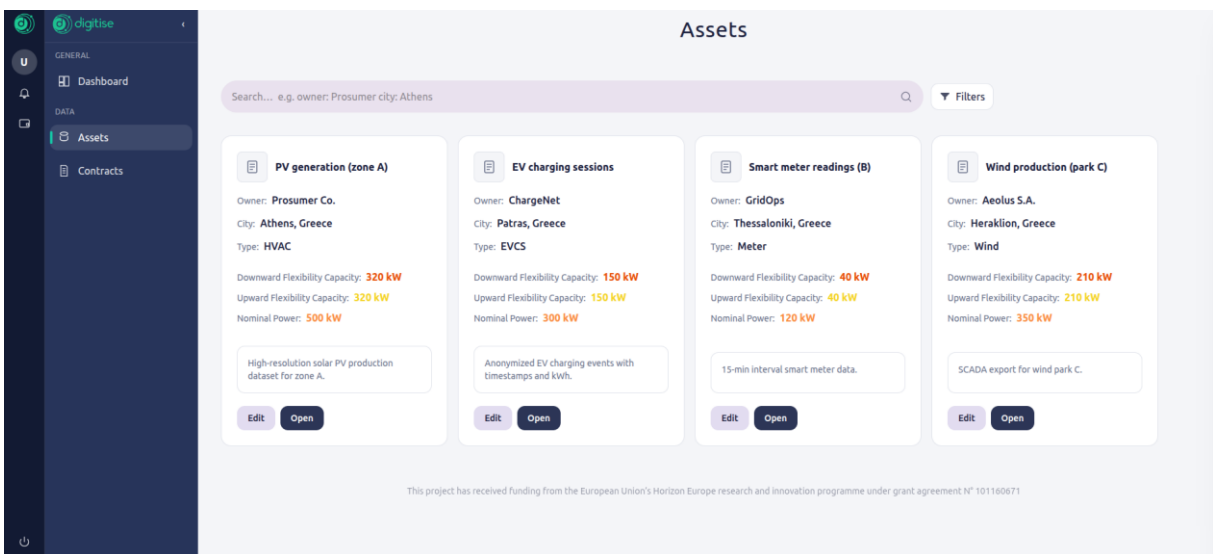 digitise
U
GENERAL
Dashboard
DATA
Assets
Contracts
Assets
Search... e.g. owner: Prosumer city: Athens
Filters
PV generation (zone A)
Owner: Prosumer Co.
City: Athens, Greece
Type: HVAC
Downward Flexibility Capacity: 320 kW
Upward Flexibility Capacity: 320 kW
Nominal Power: 500 kW
High-resolution solar PV production
dataset for zone A.
Edit
Open
EV charging sessions
Owner: ChargeNet
City: Patras, Greece
Type: EVCS
Downward Flexibility Capacity: 150 kW
Upward Flexibility Capacity: 150 kW
Nominal Power: 300 kW
Anonymized EV charging events with
timestamps and kWh.
Edit
Open
Smart meter readings (B)
Owner: GridOps
City: Thessaloniki, Greece
Type: Meter
Downward Flexibility Capacity: 40 kW
Upward Flexibility Capacity: 40 kW
Nominal Power: 120 kW
15-min interval smart meter data.
Edit
Open
Wind production (park C)
Owner: Aeolus S.A.
City: Heraklion, Greece
Type: Wind
Downward Flexibility Capacity: 210 kW
Upward Flexibility Capacity: 210 kW
Nominal Power: 350 kW
SCADA export for wind park C.
Edit
Open
This project has received funding from the European Union's Horizon Europe research and innovation programme under grant agreement N° 101160671